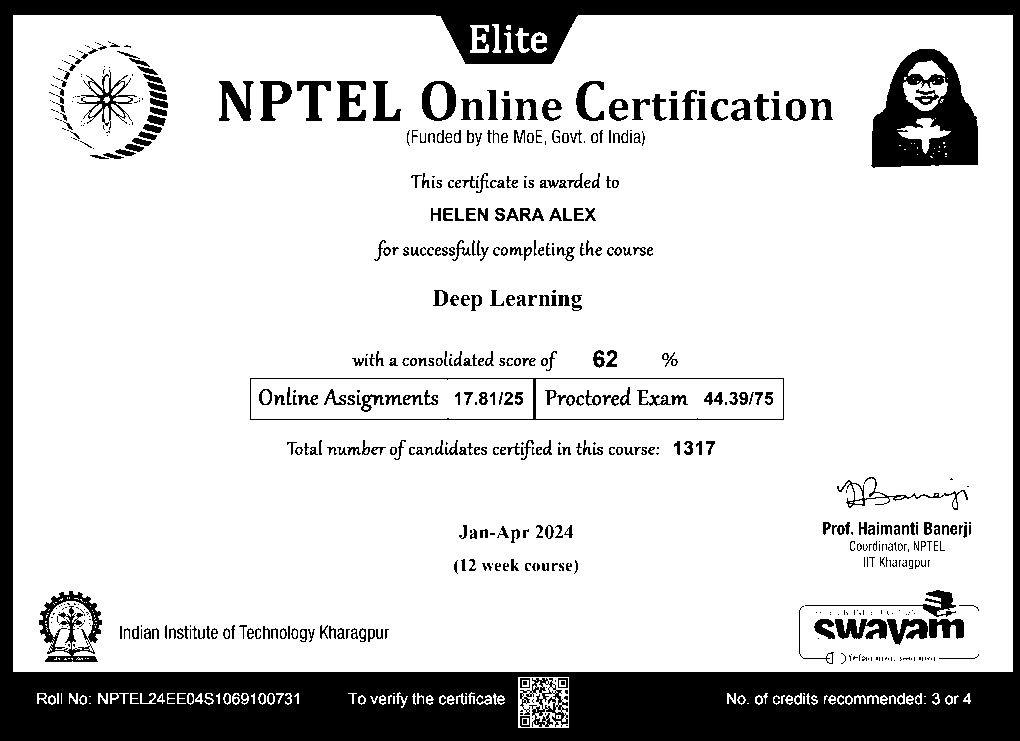 Elite
NPTEL Online Certification
(Funded by the MoE, Govt. of India)
This certificate is awarded to
HELEN SARA ALEX
for successfully completing the course
Deep Learning
with a consolidated score of 62 %
Online Assignments 17.81/25 Proctored Exam 44.39/75
Total number of candidates certified in this course: 1317
Jan-Apr 2024
(12 week course)
Prof. Haimanti Banerji
Coordinator, NPTEL
IIT Kharagpur
Indian Institute of Technology Kharagpur
swayam
Roll No: NPTEL24EE04S1069100731 To verify the certificate No. of credits recommended: 3 or 4